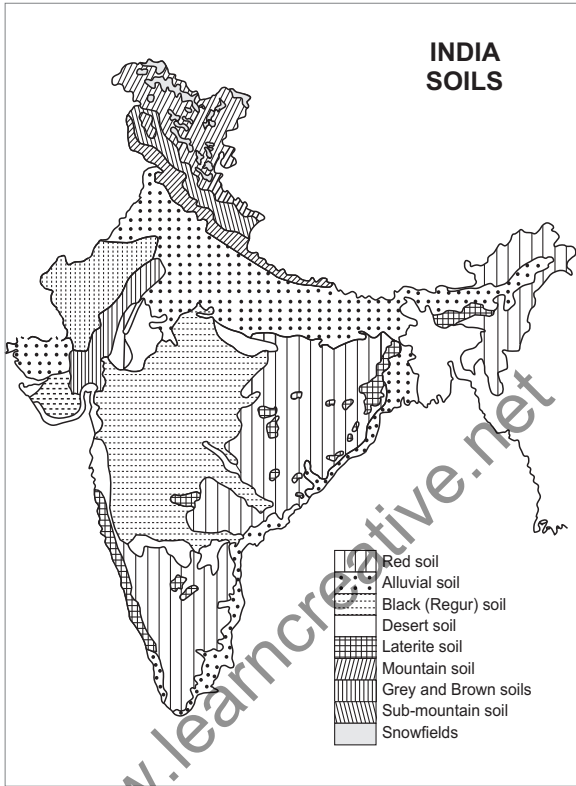 INDIA
SOILS
Red soil
Alluvial soil
Black (Regur) soil
Desert soil
Laterite soil
Mountain soil
Grey and Brown soils
Sub-mountain soil
Snowfields
w.learncreative.net